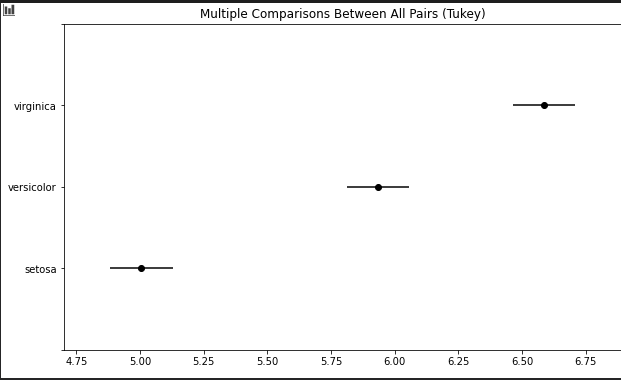 Multiple Comparisons Between All Pairs (Tukey)
virginica
versicolor
setosa
4.75 5.00 5.25 5.50 5.75 6.00 6.25 6.50 6.75